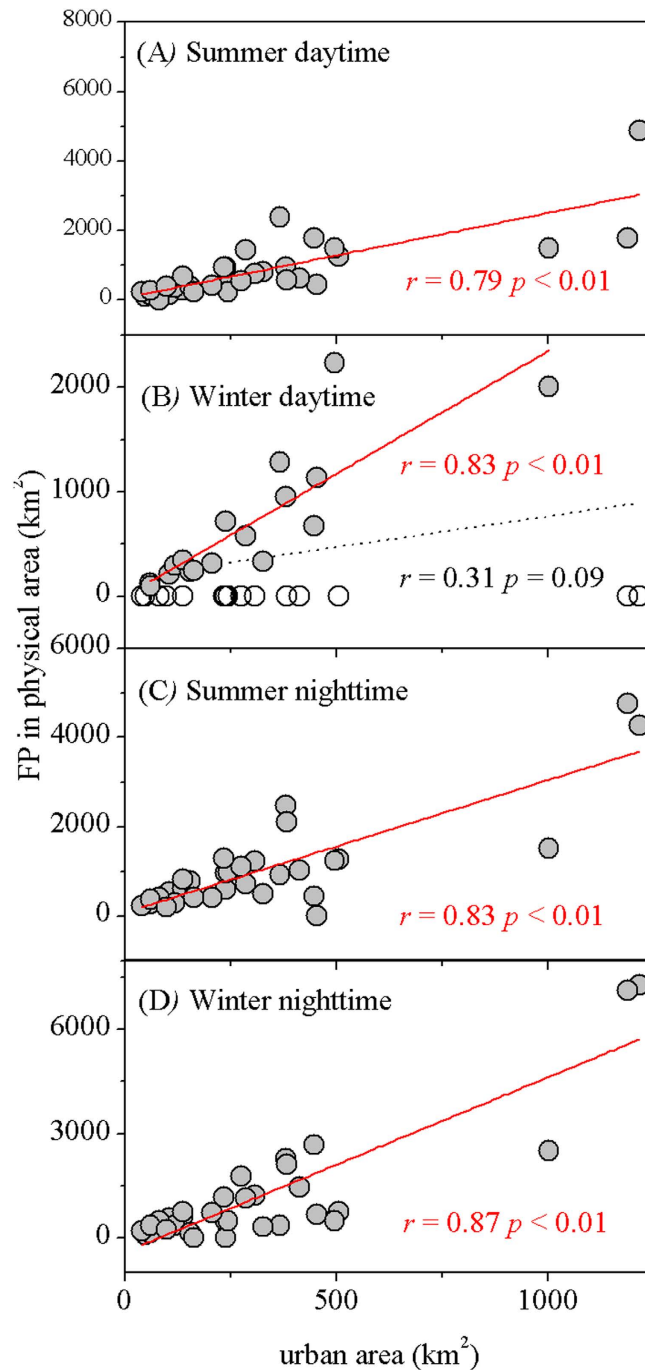 8000
(A) Summer daytime
6000
4000
2000
r = 0.79 p < 0.01
0
(B) Winter daytime
2000
r = 0.83 p < 0.01
1000
r = 0.31 p = 0.09
0
FP in physical area (km²)
6000
(C) Summer nighttime
4000
2000
r = 0.83 p < 0.01
0
(D) Winter nighttime
6000
3000
r = 0.87 p < 0.01
0
0 500 1000
urban area (km²)